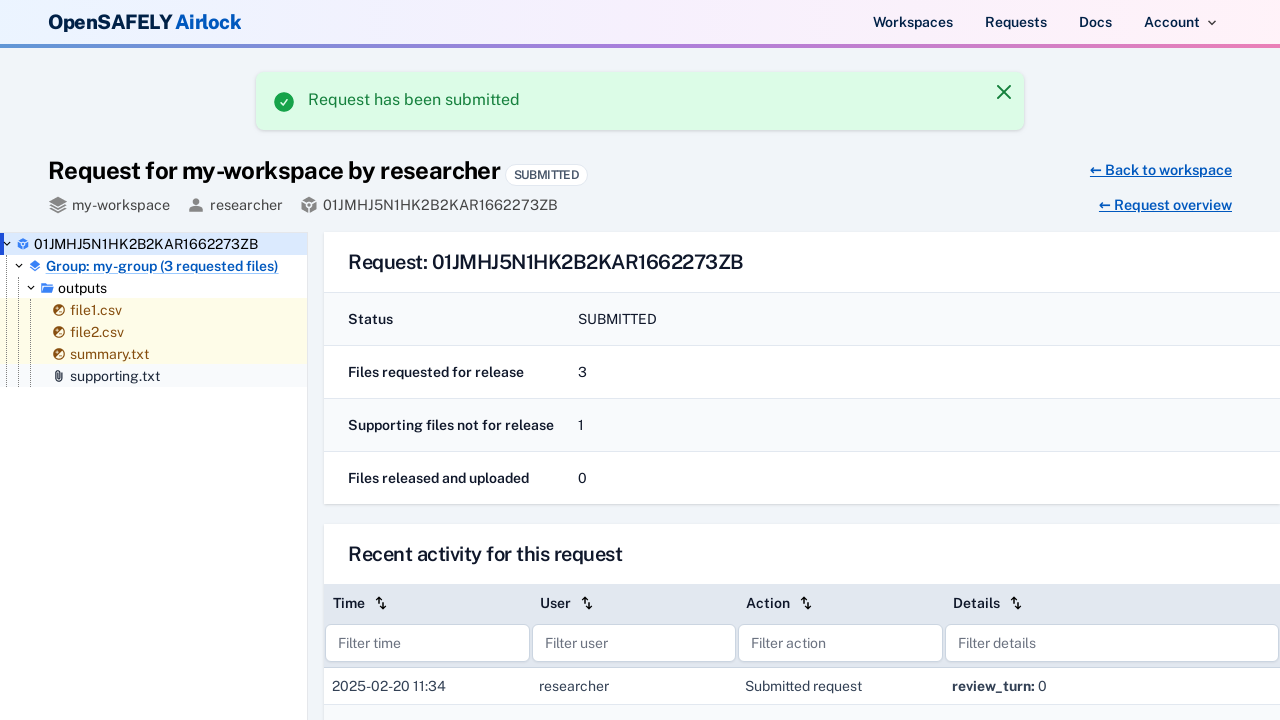 OpenSAFELY Airlock
Workspaces
Requests
Docs
Account
Request has been submitted
Request for my-workspace by researcher SUBMITTED
← Back to workspace
my-workspace researcher 01JMHJ5N1HK2B2KAR1662273ZB
← Request overview
01JMHJ5N1HK2B2KAR1662273ZB
Group: my-group (3 requested files)
outputs
file1.csv
file2.csv
summary.txt
supporting.txt
Request: 01JMHJ5N1HK2B2KAR1662273ZB
Status SUBMITTED
Files requested for release 3
Supporting files not for release 1
Files released and uploaded 0
Recent activity for this request
Time User Action Details
Filter time Filter user Filter action Filter details
2025-02-20 11:34 researcher Submitted request review_turn: 0